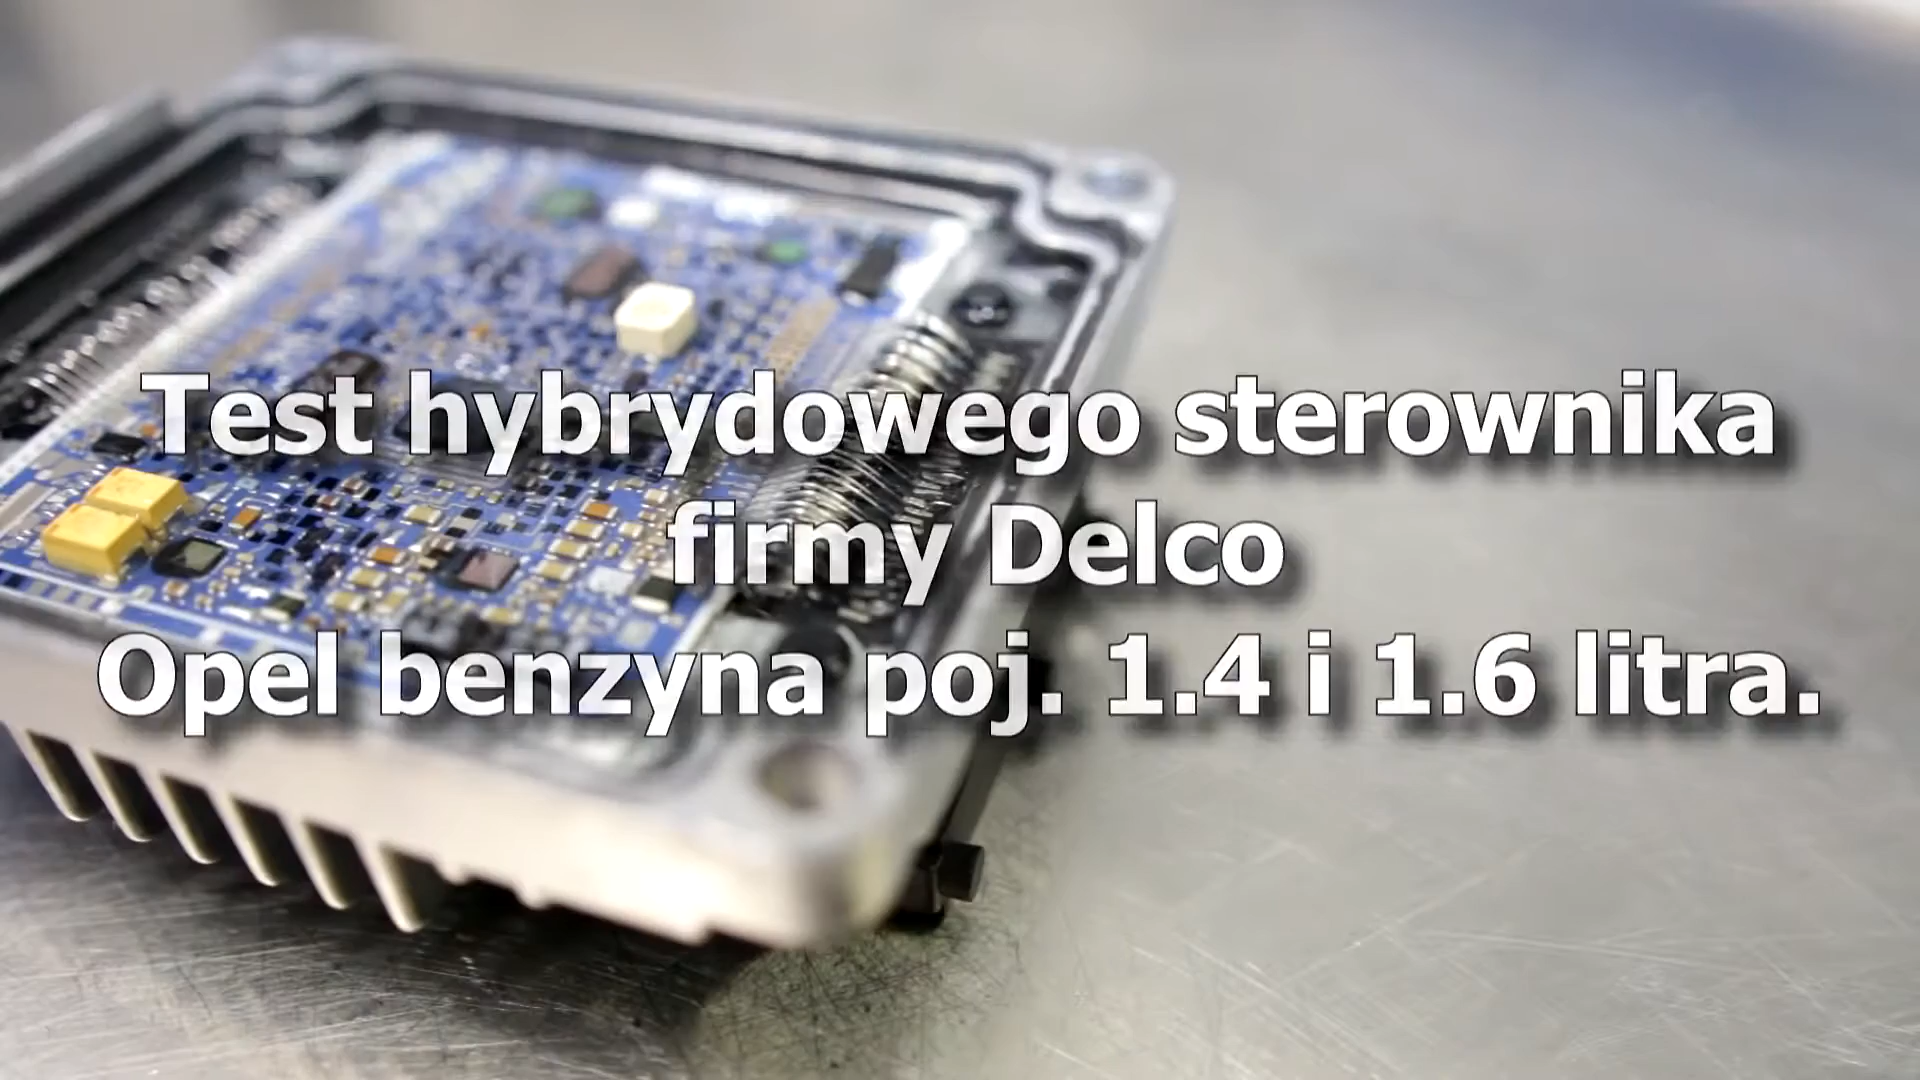 Test hybrydowego sterownika
firmy Delco
Opel benzyna poj. 1.4 i 1.6 litra.